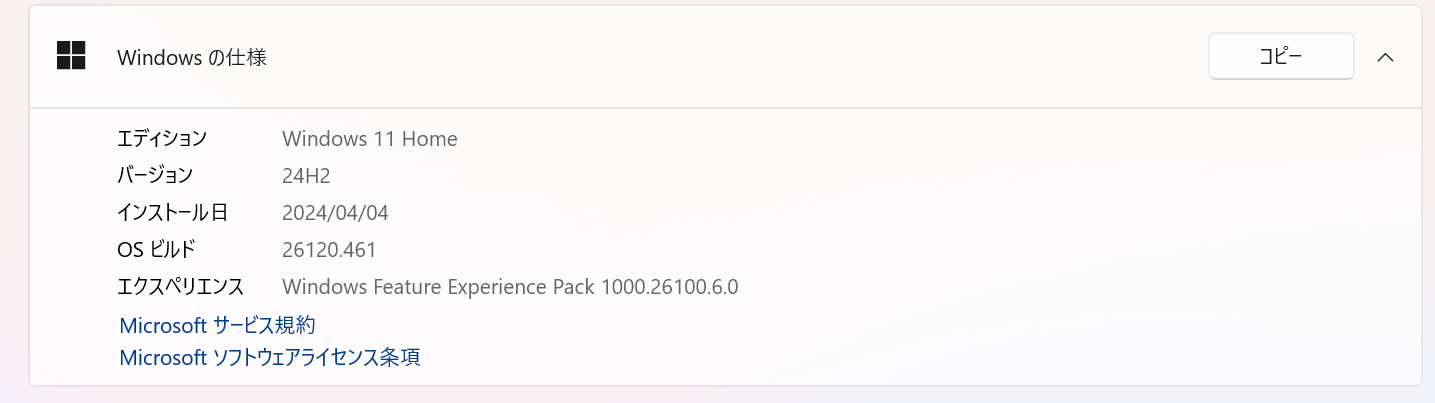 Windows の仕様
コピー
エディション Windows 11 Home
バージョン 24H2
インストール日 2024/04/04
OS ビルド 26120.461
エクスペリエンス Windows Feature Experience Pack 1000.26100.6.0
Microsoft サービス規約
Microsoft ソフトウェアライセンス条項